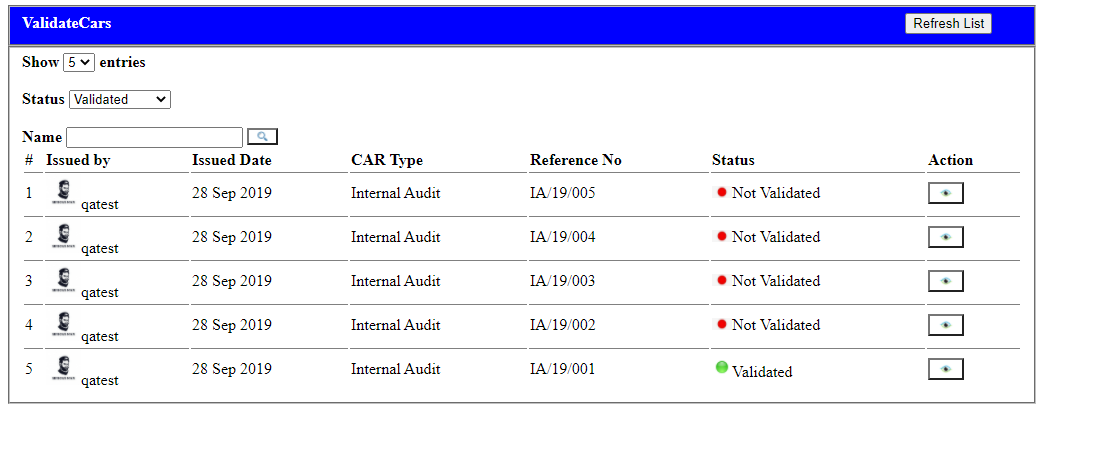 ValidateCars Refresh List
Show 5 entries
Status Validated
Name
# Issued by Issued Date CAR Type Reference No Status Action
1 qatest 28 Sep 2019 Internal Audit IA/19/005 Not Validated
2 qatest 28 Sep 2019 Internal Audit IA/19/004 Not Validated
3 qatest 28 Sep 2019 Internal Audit IA/19/003 Not Validated
4 qatest 28 Sep 2019 Internal Audit IA/19/002 Not Validated
5 qatest 28 Sep 2019 Internal Audit IA/19/001 Validated